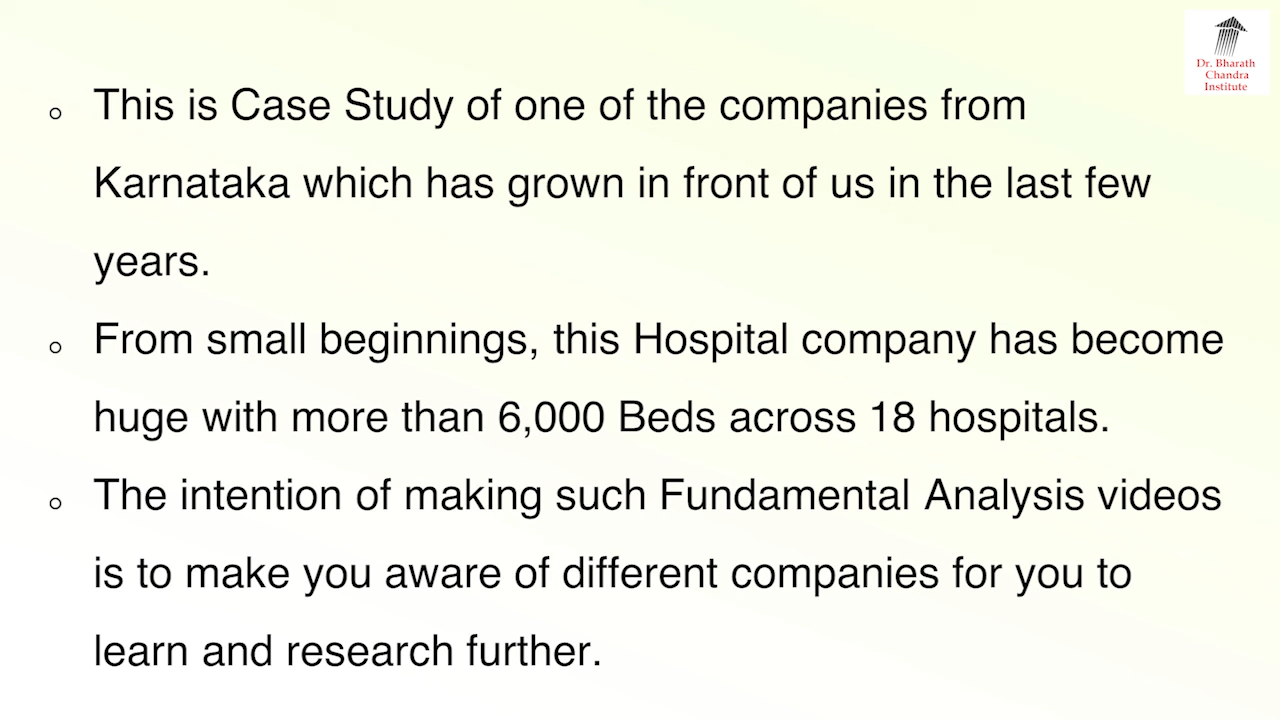 Dr. Bharath
Chandra
Institute
This is Case Study of one of the companies from
Karnataka which has grown in front of us in the last few
years.
From small beginnings, this Hospital company has become
huge with more than 6,000 Beds across 18 hospitals.
The intention of making such Fundamental Analysis videos
is to make you aware of different companies for you to
learn and research further.